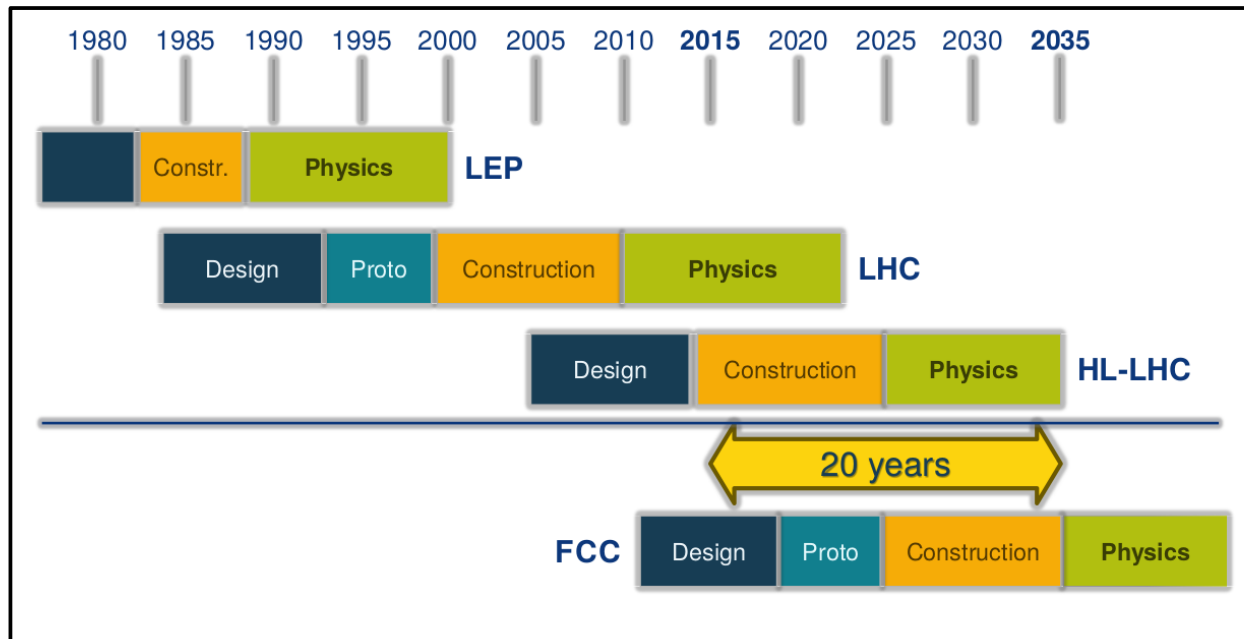 1980 1985 1990 1995 2000 2005 2010 2015 2020 2025 2030 2035
Constr. Physics LEP
Design Proto Construction Physics LHC
Design Construction Physics HL-LHC
20 years
FCC Design Proto Construction Physics